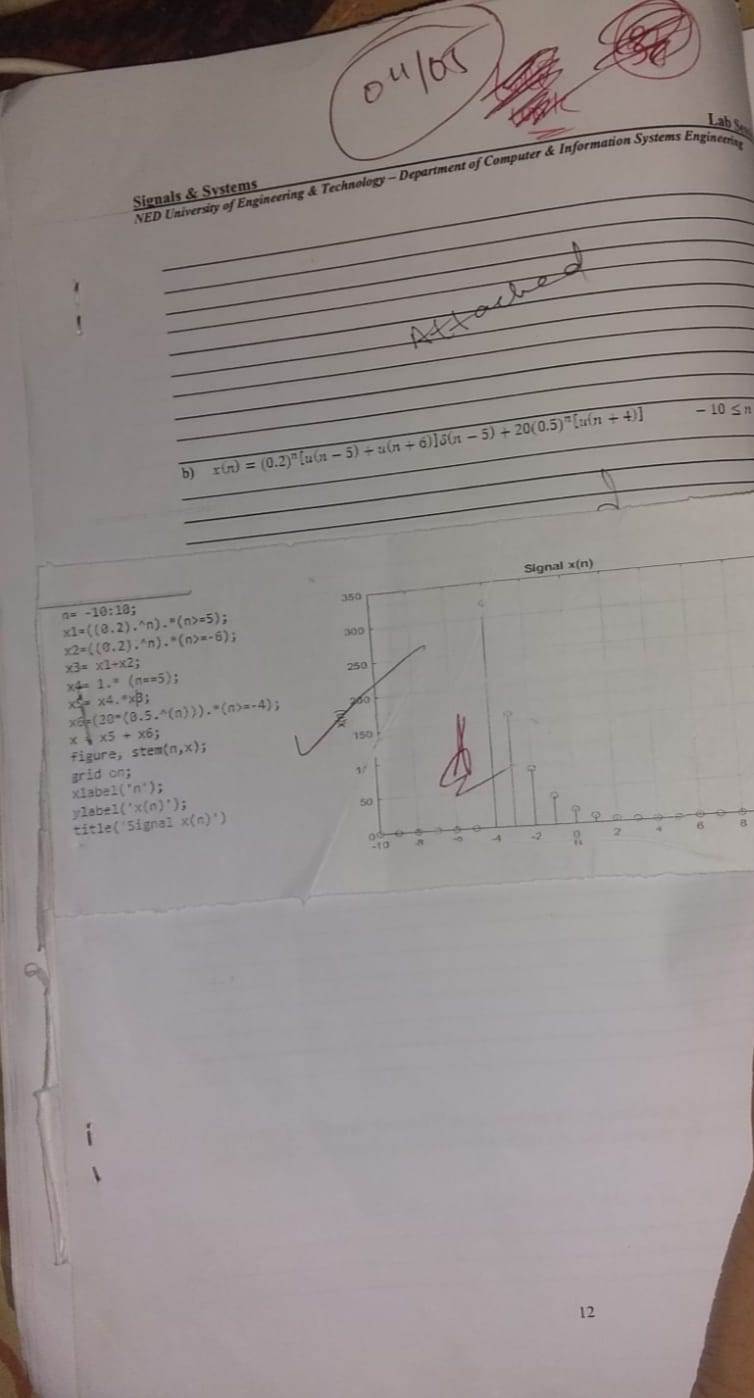 04/05
Lab
Signals & Systems
NED University of Engineering & Technology – Department of Computer & Information Systems Engineering
Attached
b) x(n) = (0.2)ⁿ[u(n − 5) + u(n + 6)]δ(n − 5) + 20(0.5)ⁿ[u(n + 4)] − 10 ≤ n
n= -10:10;
x1=((0.2).^n).*(n>=5);
x2=((0.2).^n).*(n>=-6);
x3= x1+x2;
x4= 1.* (n==5);
x5= x4.*x3;
x6=(20*(0.5.^(n))).*(n>=-4);
x = x5 + x6;
figure, stem(n,x);
grid on;
xlabel('n');
ylabel('x(n)');
title('Signal x(n)')
Signal x(n)
350
300
250
200
150
50
0
-10 -8 -6 -4 -2 0 2 4 6 8
n
12